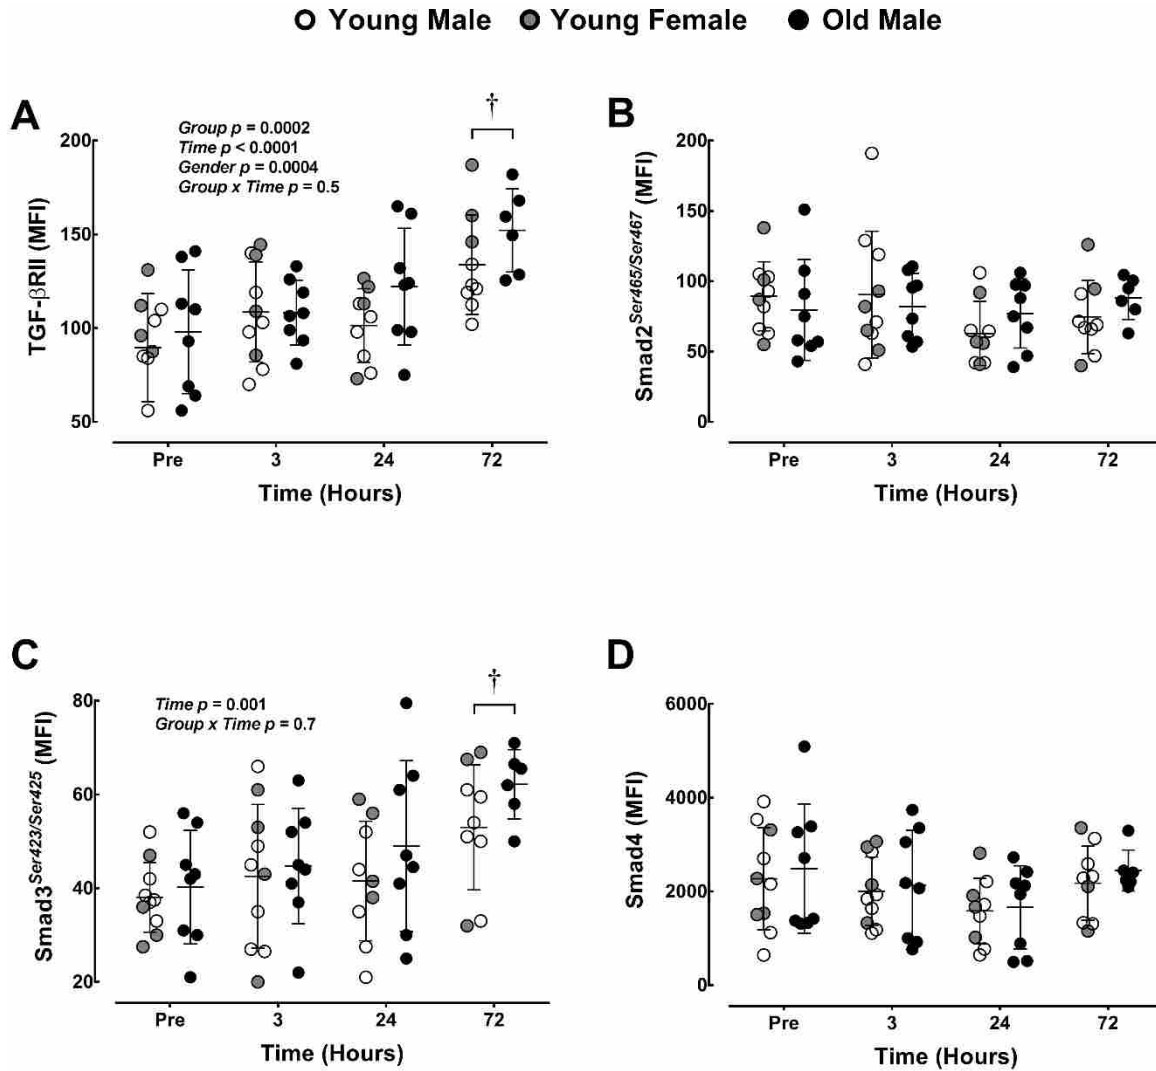 Young Male Young Female Old Male
A
†
Group p = 0.0002
Time p < 0.0001
Gender p = 0.0004
Group x Time p = 0.5
TGF-βRII (MFI)
200
150
100
50
Pre 3 24 72
Time (Hours)
B
Smad2Ser465/Ser467 (MFI)
200
150
100
50
0
Pre 3 24 72
Time (Hours)
C
†
Time p = 0.001
Group x Time p = 0.7
Smad3Ser423/Ser425 (MFI)
80
60
40
20
Pre 3 24 72
Time (Hours)
D
Smad4 (MFI)
6000
4000
2000
0
Pre 3 24 72
Time (Hours)